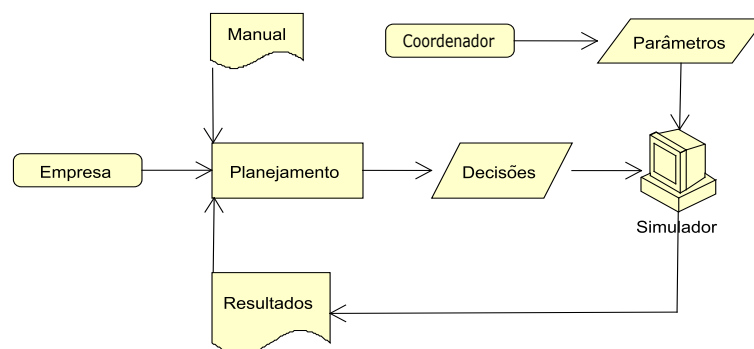 Manual
Coordenador
Parâmetros
Empresa
Planejamento
Decisões
Simulador
Resultados